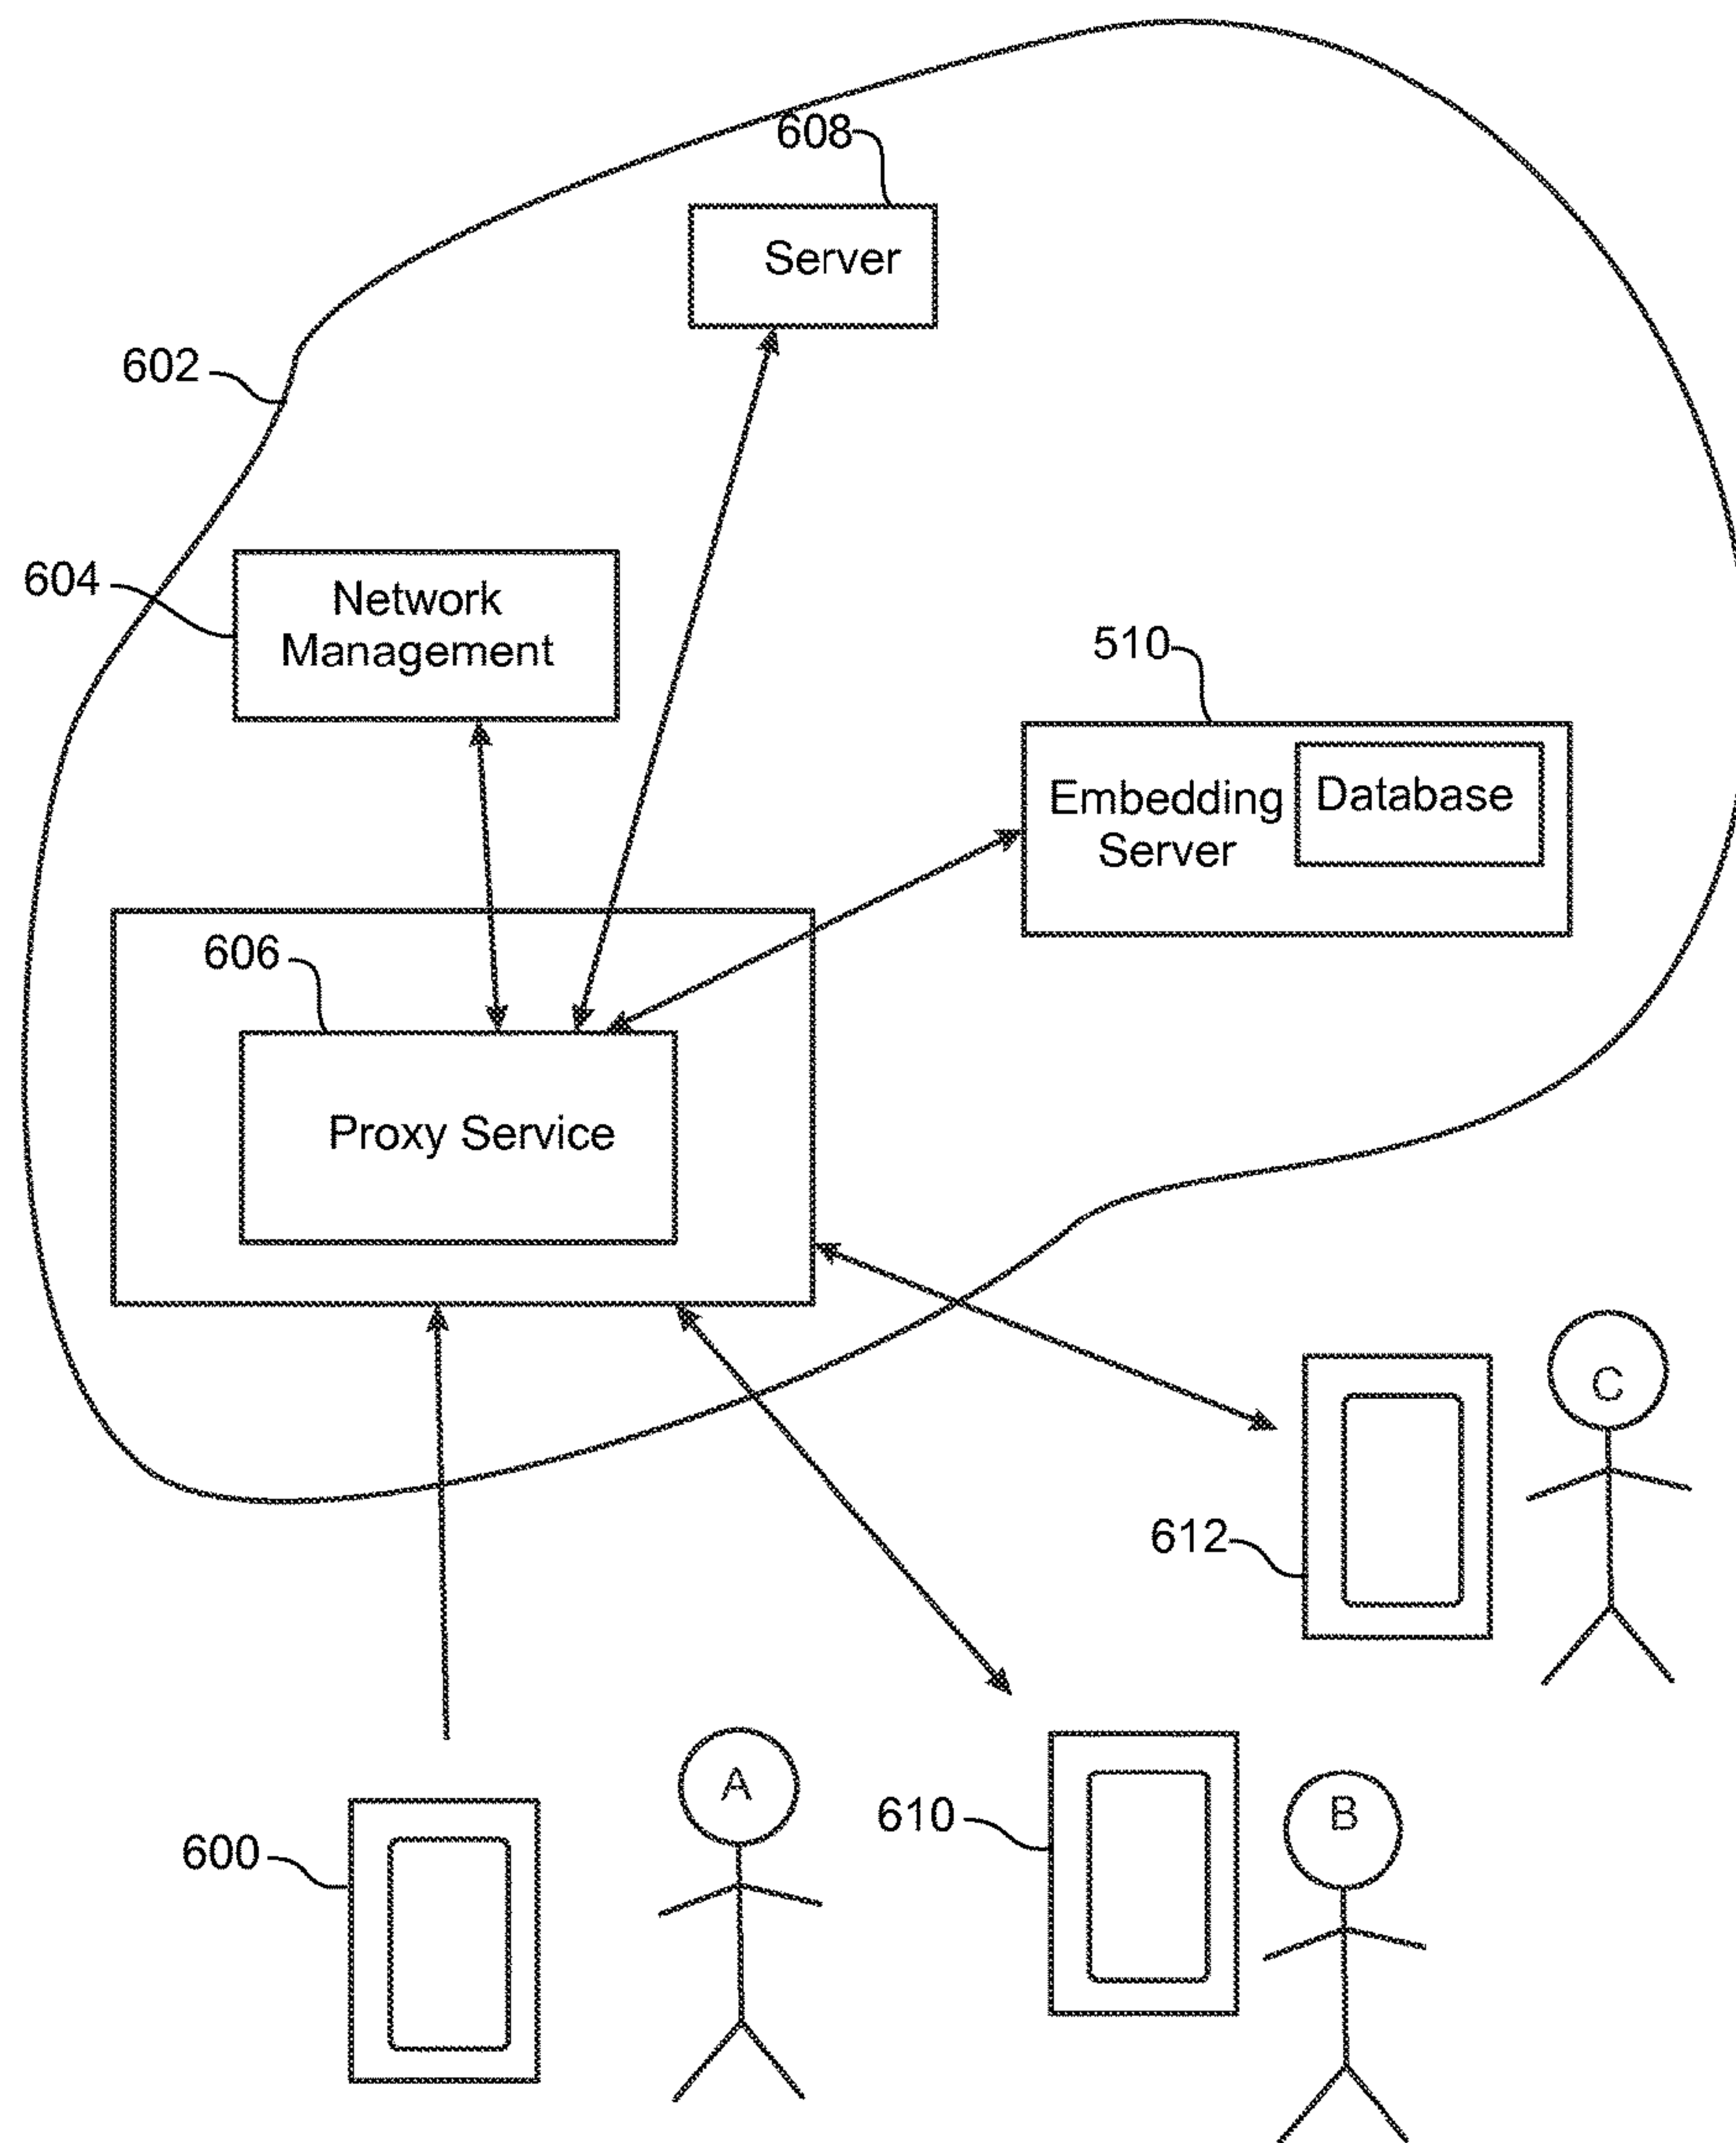 608
Server
602
604
Network
Management
510
Embedding
Server
Database
606
Proxy Service
C
612
A
B
610
600